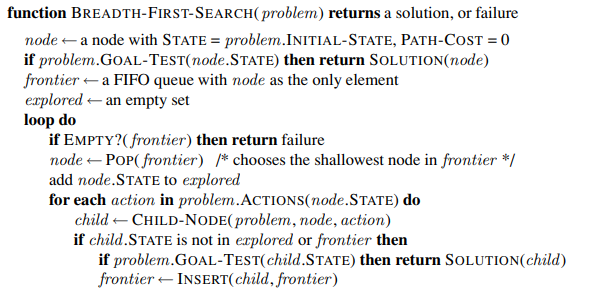 function BREADTH-FIRST-SEARCH(problem) returns a solution, or failure
node ← a node with STATE = problem.INITIAL-STATE, PATH-COST = 0
if problem.GOAL-TEST(node.STATE) then return SOLUTION(node)
frontier ← a FIFO queue with node as the only element
explored ← an empty set
loop do
if EMPTY?(frontier) then return failure
node ← POP(frontier) /* chooses the shallowest node in frontier */
add node.STATE to explored
for each action in problem.ACTIONS(node.STATE) do
child ← CHILD-NODE(problem, node, action)
if child.STATE is not in explored or frontier then
if problem.GOAL-TEST(child.STATE) then return SOLUTION(child)
frontier ← INSERT(child, frontier)